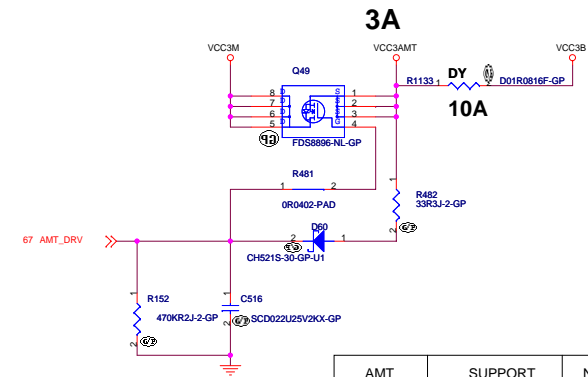 3A
VCC3M
VCC3AMT
VCC3B
Q49
R1133
DY
D01R0816F-GP
10A
8 D S 1
7 D S 2
6 D S 3
5 D G 4
FDS8896-NL-GP
R481
1 2
0R0402-PAD
1
R482
33R3J-2-GP
2
67 AMT_DRV
D60
2 1
CH521S-30-GP-U1
1 1
R152
C516
470KR2J-2-GP
SCD022U25V2KX-GP
2 2
AMT SUPPORT